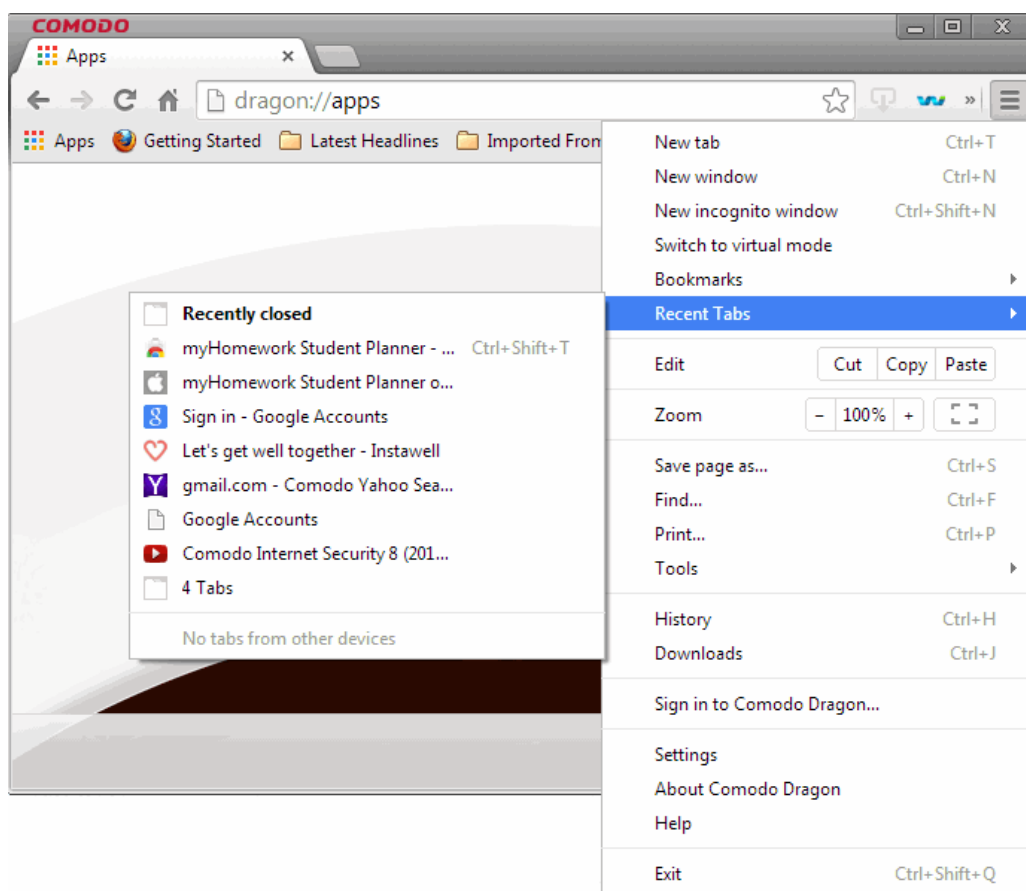 COMODO
Apps
dragon://apps
»
Apps Getting Started Latest Headlines Imported From
New tab Ctrl+T
New window Ctrl+N
New incognito window Ctrl+Shift+N
Switch to virtual mode
Bookmarks
Recent Tabs
Edit Cut Copy Paste
Zoom - 100% +
Save page as... Ctrl+S
Find... Ctrl+F
Print... Ctrl+P
Tools
History Ctrl+H
Downloads Ctrl+J
Sign in to Comodo Dragon...
Settings
About Comodo Dragon
Help
Exit Ctrl+Shift+Q
Recently closed
myHomework Student Planner - ... Ctrl+Shift+T
myHomework Student Planner o...
Sign in - Google Accounts
Let's get well together - Instawell
gmail.com - Comodo Yahoo Sea...
Google Accounts
Comodo Internet Security 8 (201...
4 Tabs
No tabs from other devices